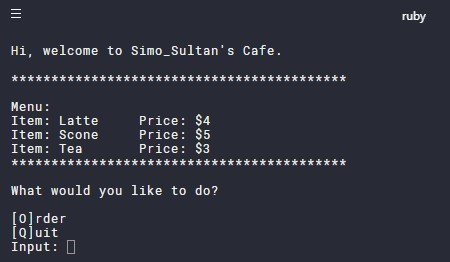 ruby
Hi, welcome to Simo_Sultan's Cafe.
******************************************
Menu:
Item: Latte     Price: $4
Item: Scone     Price: $5
Item: Tea       Price: $3
******************************************
What would you like to do?
[O]rder
[Q]uit
Input: